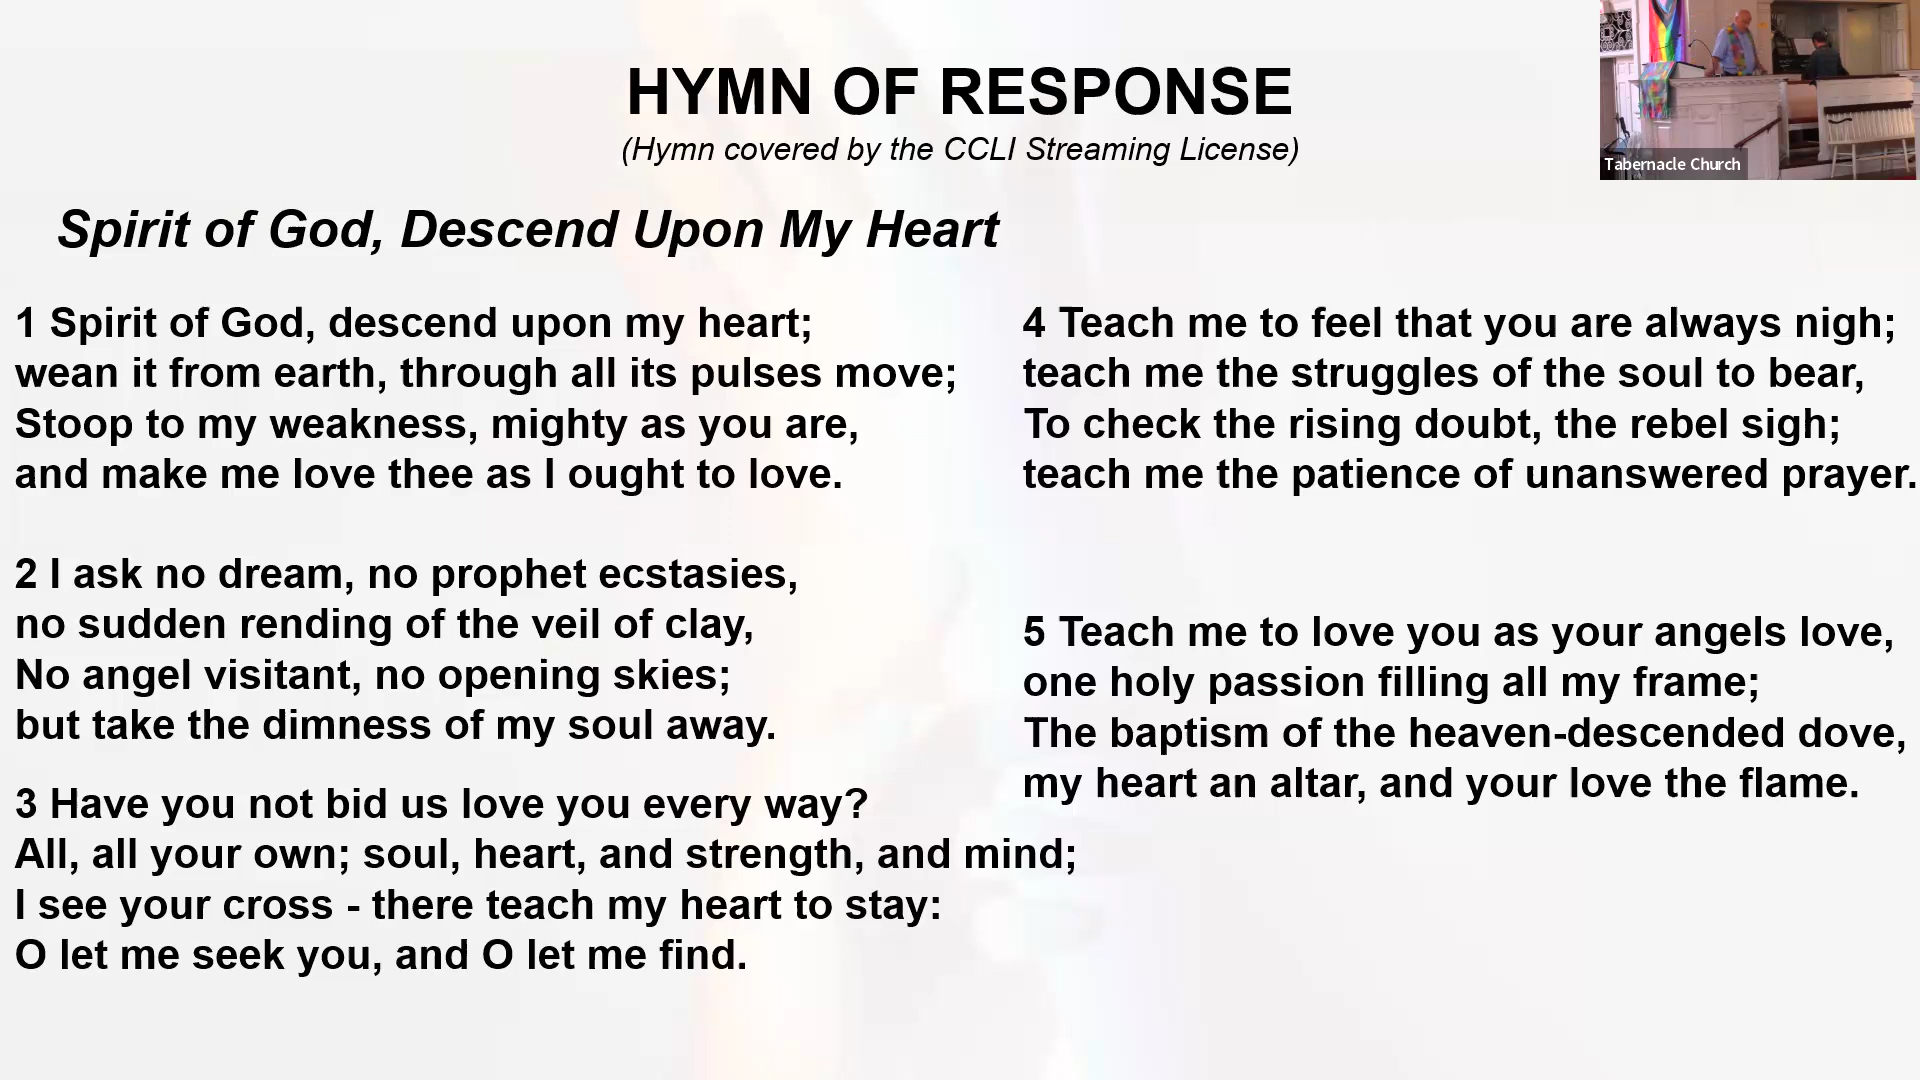 HYMN OF RESPONSE
(Hymn covered by the CCLI Streaming License)
Tabernacle Church
Spirit of God, Descend Upon My Heart
1 Spirit of God, descend upon my heart;
wean it from earth, through all its pulses move;
Stoop to my weakness, mighty as you are,
and make me love thee as I ought to love.
2 I ask no dream, no prophet ecstasies,
no sudden rending of the veil of clay,
No angel visitant, no opening skies;
but take the dimness of my soul away.
3 Have you not bid us love you every way?
All, all your own; soul, heart, and strength, and mind;
I see your cross - there teach my heart to stay:
O let me seek you, and O let me find.
4 Teach me to feel that you are always nigh;
teach me the struggles of the soul to bear,
To check the rising doubt, the rebel sigh;
teach me the patience of unanswered prayer.
5 Teach me to love you as your angels love,
one holy passion filling all my frame;
The baptism of the heaven-descended dove,
my heart an altar, and your love the flame.